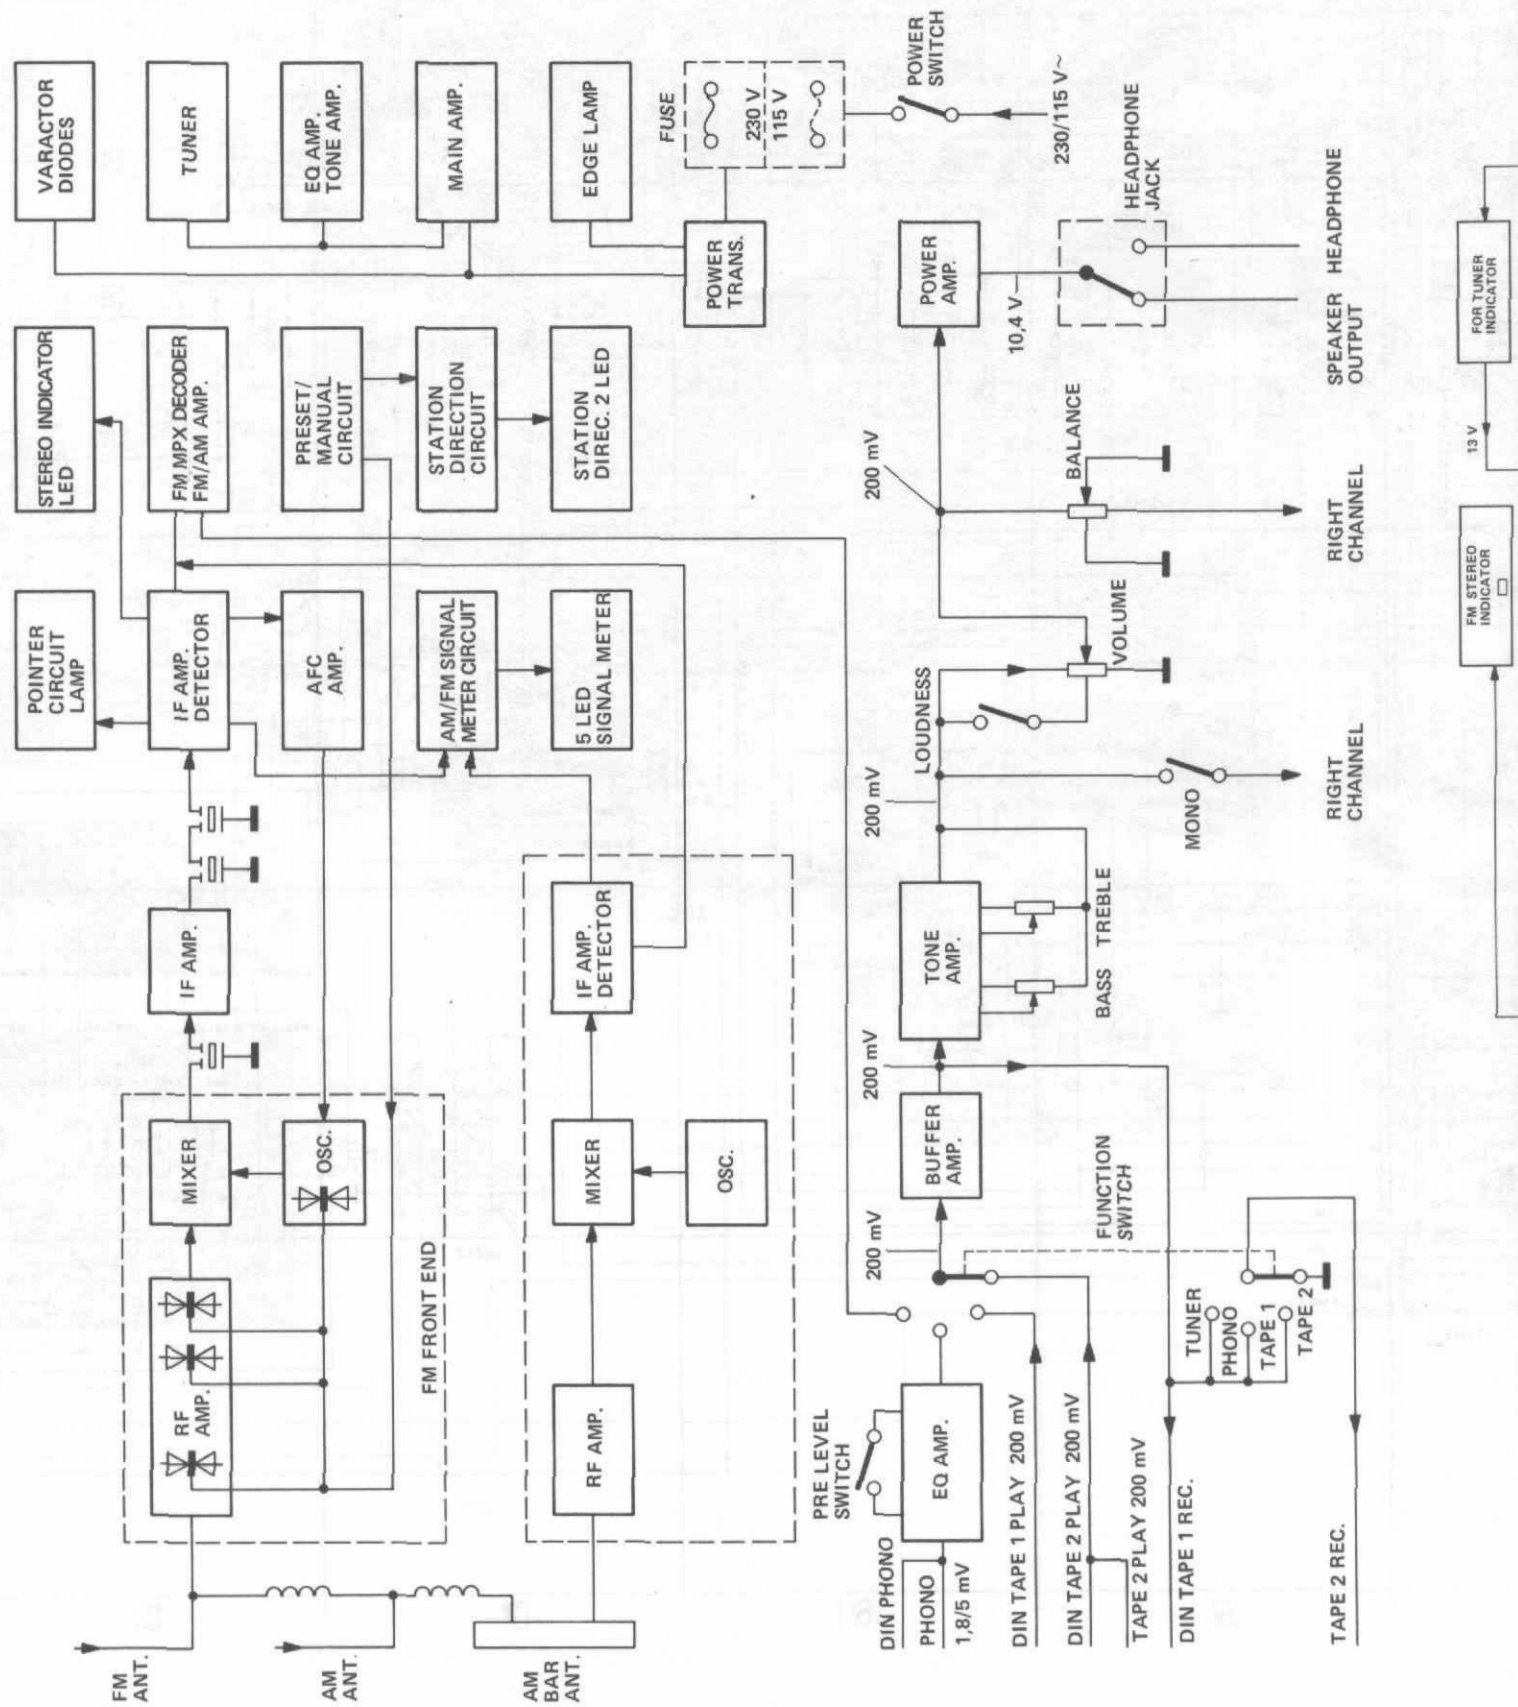 VARACTOR
DIODES
TUNER
EQ AMP.
TONE AMP.
MAIN AMP.
EDGE LAMP
FUSE
230 V
115 V
POWER
SWITCH
230/115 V~
POWER
TRANS.
STEREO INDICATOR
LED
FM MPX DECODER
FM/AM AMP.
PRESET/
MANUAL
CIRCUIT
STATION
DIRECTION
CIRCUIT
STATION
DIREC. 2 LED
POINTER
CIRCUIT
LAMP
IF AMP.
DETECTOR
AFC
AMP.
AM/FM SIGNAL
METER CIRCUIT
5 LED
SIGNAL METER
IF AMP.
MIXER
OSC.
RF
AMP.
FM FRONT END
FM
ANT.
AM
ANT.
AM
BAR
ANT.
IF AMP.
DETECTOR
MIXER
OSC.
RF AMP.
POWER
AMP.
10,4 V
HEADPHONE
JACK
HEADPHONE
SPEAKER
OUTPUT
200 mV
BALANCE
RIGHT
CHANNEL
VOLUME
LOUDNESS
200 mV
MONO
RIGHT
CHANNEL
TONE
AMP.
TREBLE
BASS
200 mV
BUFFER
AMP.
200 mV
FUNCTION
SWITCH
TUNER
PHONO
TAPE 1
TAPE 2
PRE LEVEL
SWITCH
EQ AMP.
DIN PHONO
PHONO
1,8/5 mV
DIN TAPE 1 PLAY 200 mV
DIN TAPE 2 PLAY 200 mV
TAPE 2 PLAY 200 mV
DIN TAPE 1 REC.
TAPE 2 REC.
FOR TUNER
INDICATOR
13 V
FM STEREO
INDICATOR